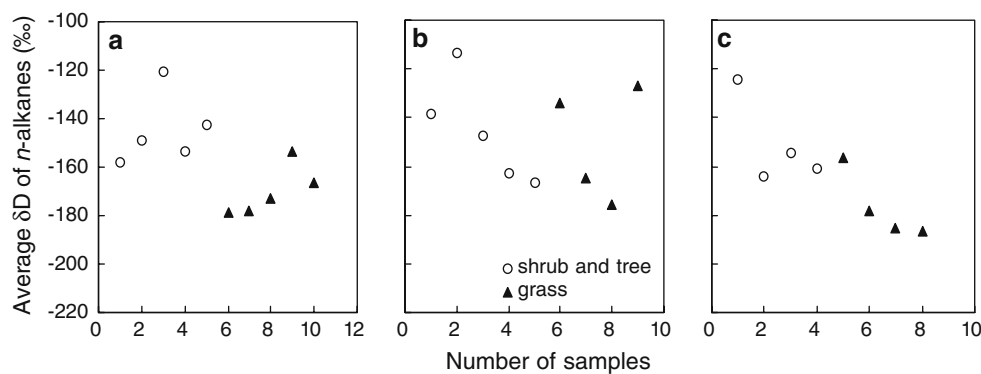 Average δD of n-alkanes (‰)
-100
-120
-140
-160
-180
-200
-220
a
0 2 4 6 8 10 12
b
shrub and tree
grass
0 2 4 6 8 10
c
0 2 4 6 8 10
Number of samples